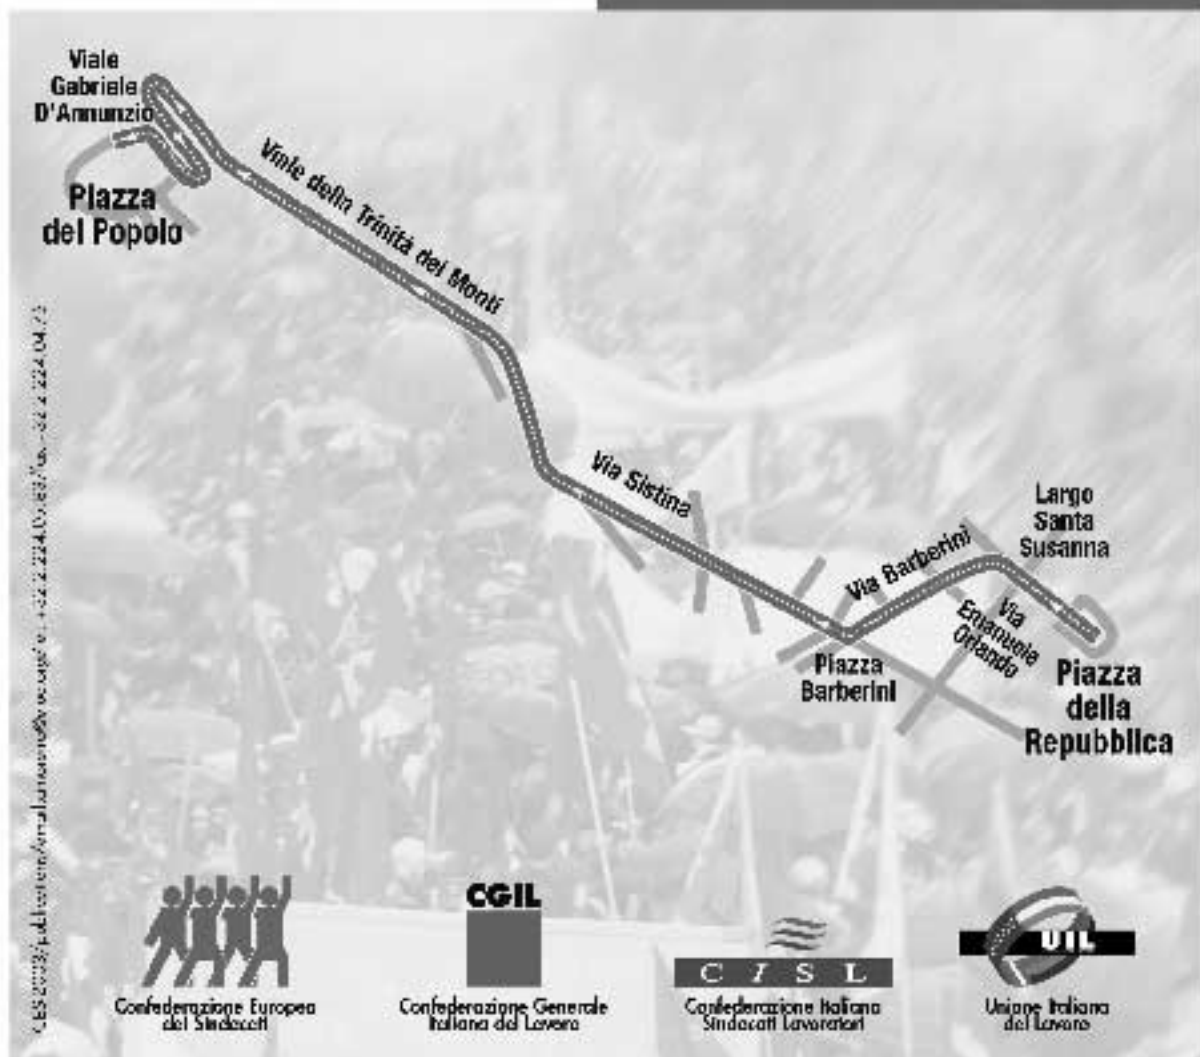 Viale
Gabriele
D'Annunzio
Piazza
del Popolo
Viale della Trinità dei Monti
Via Sistina
Via Barberini
Largo
Santa
Susanna
Via
Emanuele
Orlando
Piazza
Barberini
Piazza
della
Repubblica
CGIL
CISL
UIL
Confederazione Europea
dei Sindacati
Confederazione Generale
Italiana del Lavoro
Confederazione Italiana
Sindacati Lavoratori
Unione Italiana
del Lavoro